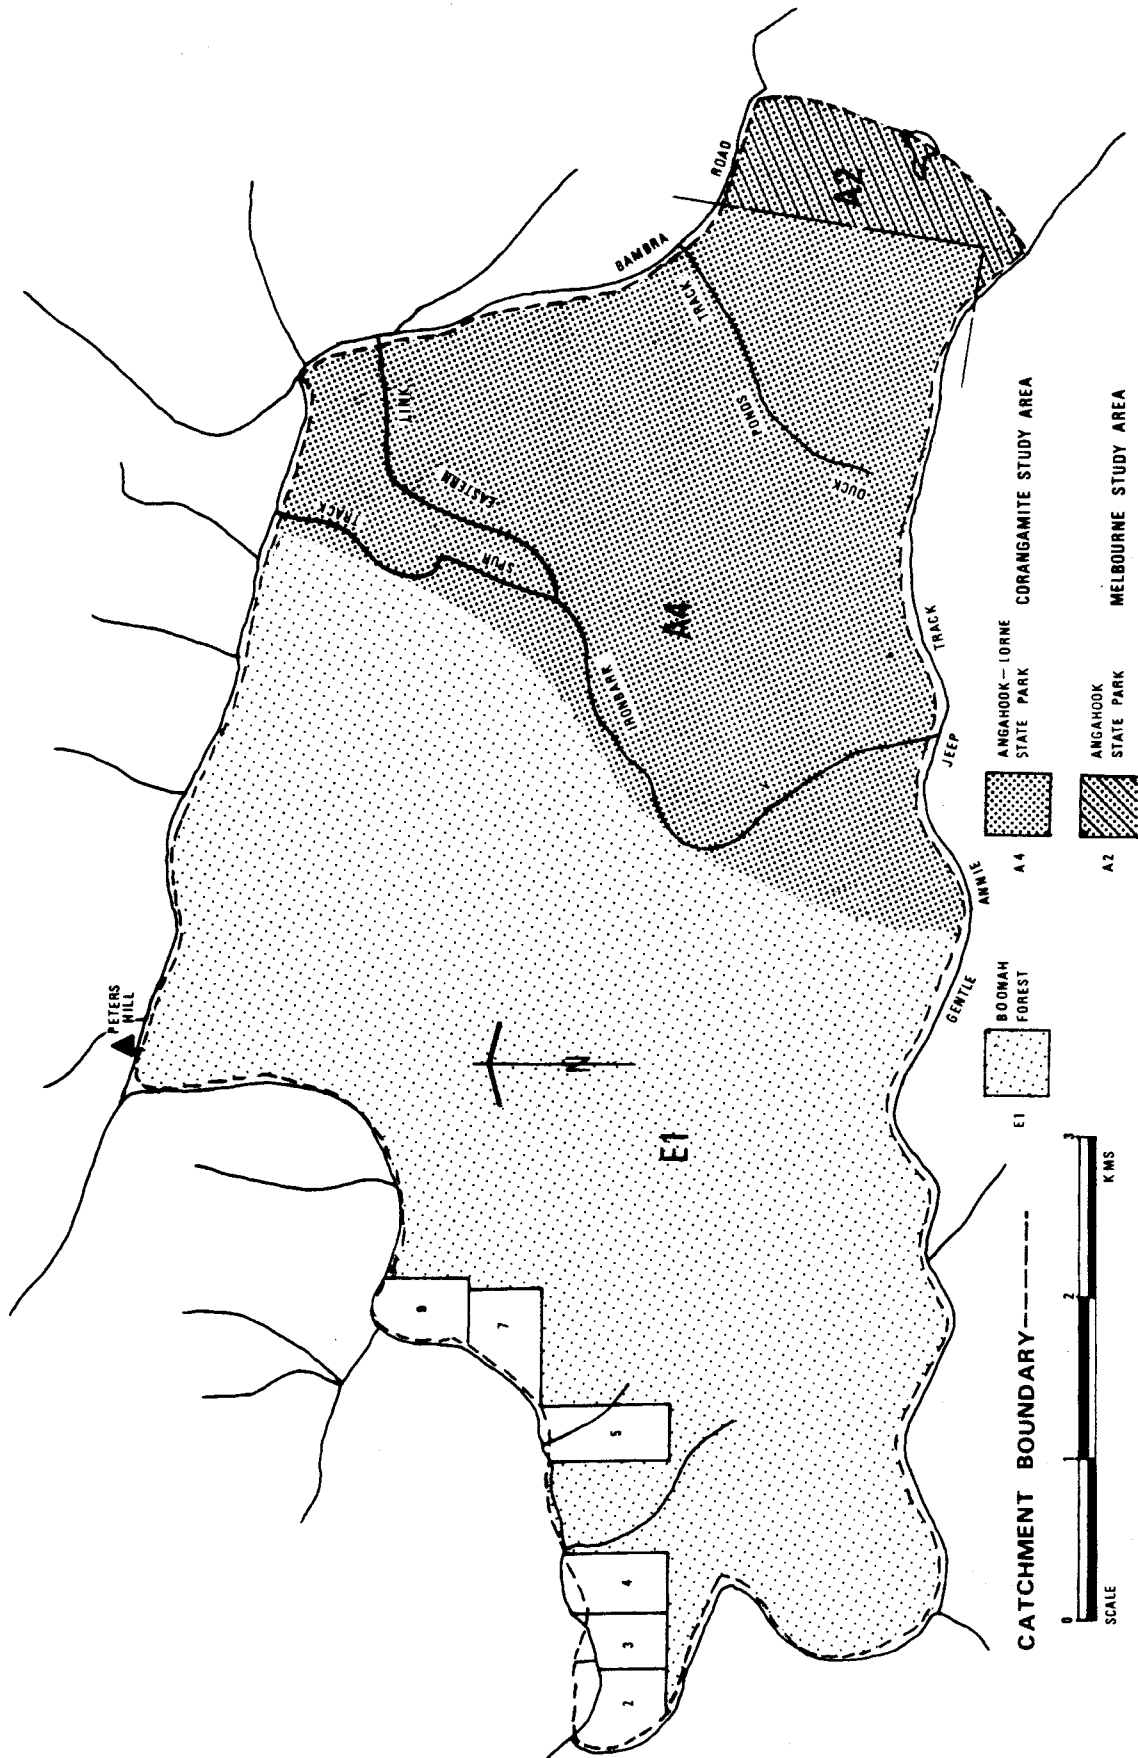 PETERS
HILL
BAMBRA
ROAD
TRACK
SPUR
IRONBARK
EASTERN
LINK
DUCK
PONDS
TRACK
A2
A4
E1
N
9
7
5
4
3
2
GENTLE
ANNIE
JEEP
TRACK
CATCHMENT BOUNDARY
0 1 2 3
SCALE
KMS
E1
BOONAH
FOREST
A4
ANGAHOOK-LORNE
STATE PARK CORANGAMITE STUDY AREA
A2
ANGAHOOK
STATE PARK MELBOURNE STUDY AREA